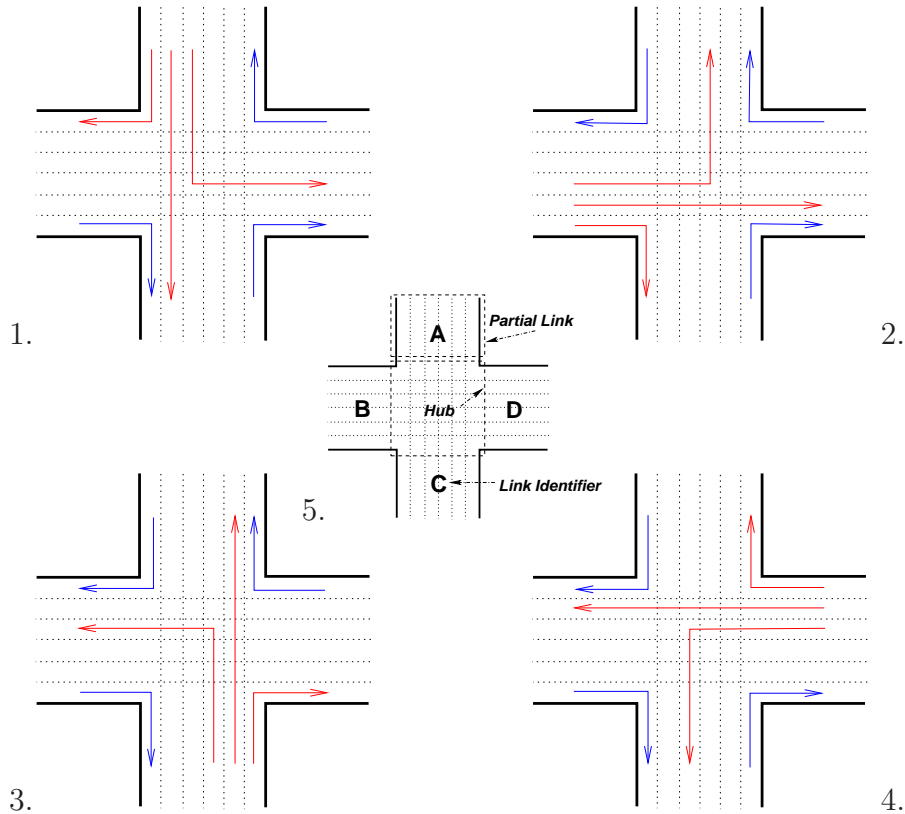 1.
2.
A
Partial Link
B
Hub
D
C
Link Identifier
5.
3.
4.